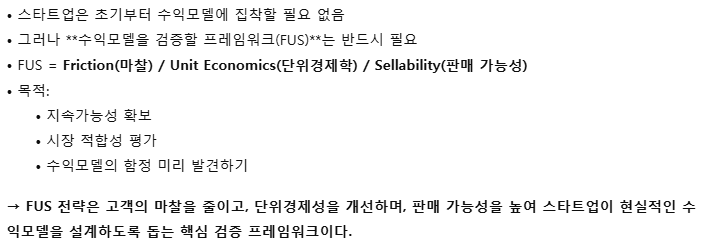 • 스타트업은 초기부터 수익모델에 집착할 필요 없음
• 그러나 **수익모델을 검증할 프레임워크(FUS)**는 반드시 필요
• FUS = Friction(마찰) / Unit Economics(단위경제학) / Sellability(판매 가능성)
• 목적:
• 지속가능성 확보
• 시장 적합성 평가
• 수익모델의 함정 미리 발견하기
→ FUS 전략은 고객의 마찰을 줄이고, 단위경제성을 개선하며, 판매 가능성을 높여 스타트업이 현실적인 수
익모델을 설계하도록 돕는 핵심 검증 프레임워크이다.